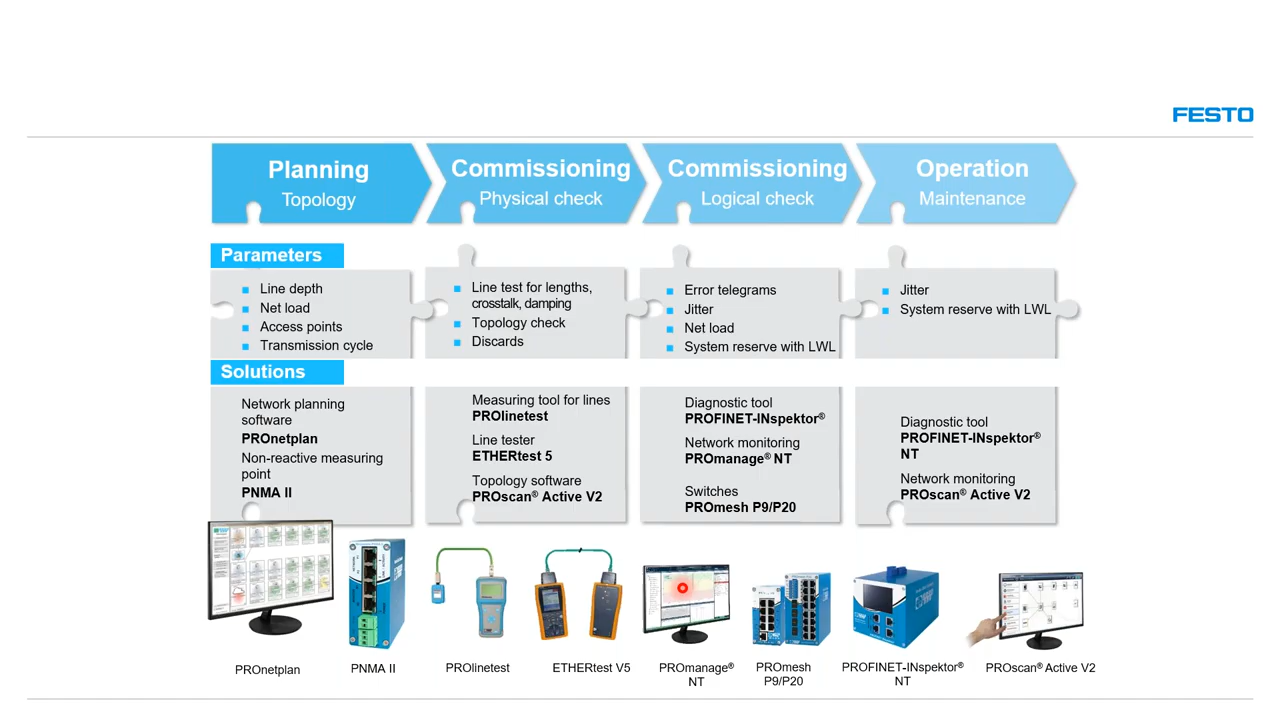 FESTO
Planning
Topology
Commissioning
Physical check
Commissioning
Logical check
Operation
Maintenance
Parameters
Line depth
Net load
Access points
Transmission cycle
Line test for lengths,
crosstalk, damping
Topology check
Discards
Error telegrams
Jitter
Net load
System reserve with LWL
Jitter
System reserve with LWL
Solutions
Network planning
software
PROnetplan
Non-reactive measuring
point
PNMA II
Measuring tool for lines
PROlinetest
Line tester
ETHERtest 5
Topology software
PROscan® Active V2
Diagnostic tool
PROFINET-INspektor®
Network monitoring
PROmanage® NT
Switches
PROmesh P9/P20
Diagnostic tool
PROFINET-INspektor®
NT
Network monitoring
PROscan® Active V2
PROnetplan
PNMA II
PROlinetest
ETHERtest V5
PROmanage®
NT
PROmesh
P9/P20
PROFINET-INspektor®
NT
PROscan® Active V2